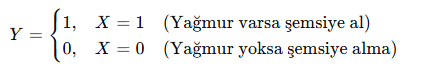 Y = { 1, X = 1 (Yağmur varsa şemsiye al)
0, X = 0 (Yağmur yoksa şemsiye alma)